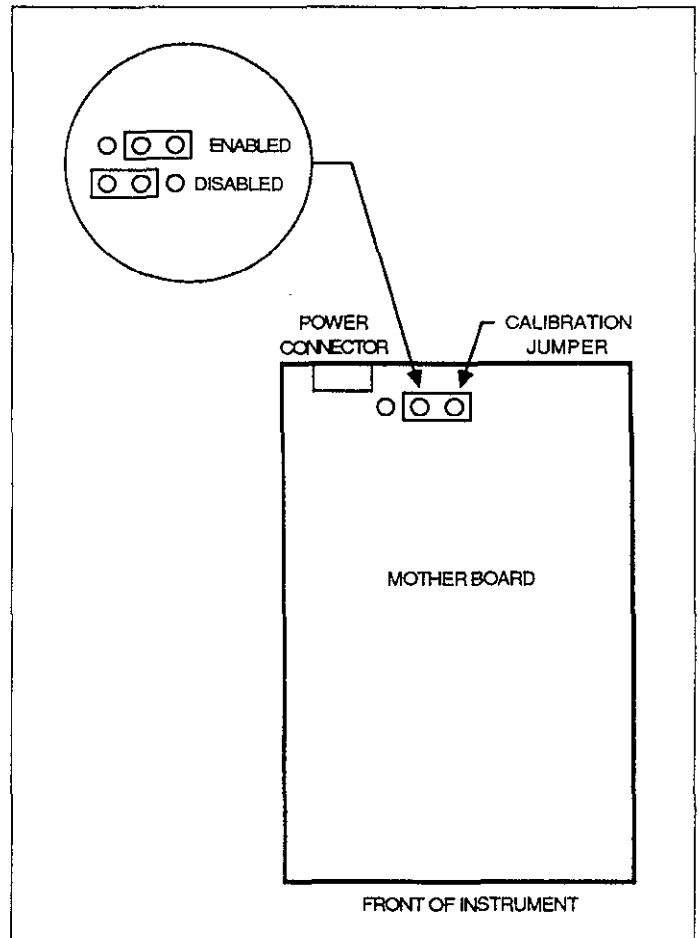 ENABLED
DISABLED
POWER
CONNECTOR
CALIBRATION
JUMPER
MOTHER BOARD
FRONT OF INSTRUMENT